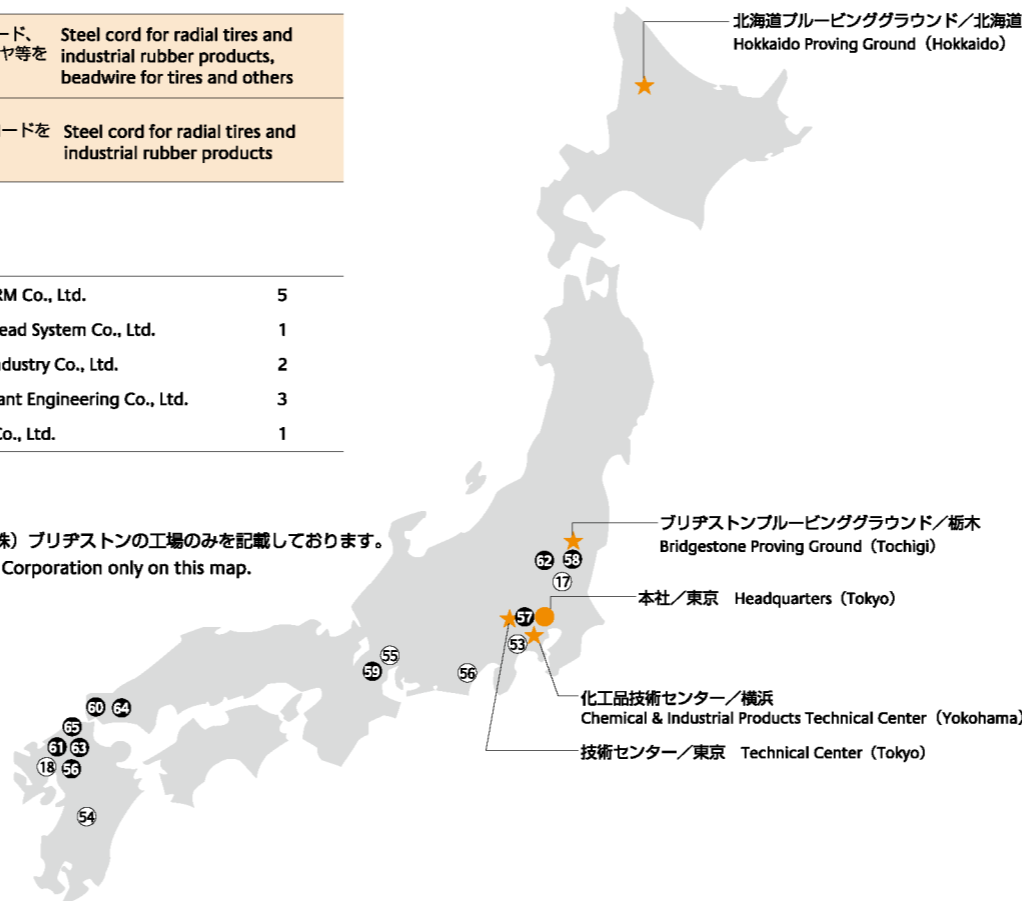 ード、
ヤ等を
Steel cord for radial tires and
industrial rubber products,
beadwire for tires and others
ードを
Steel cord for radial tires and
industrial rubber products
RM Co., Ltd. 5
ead System Co., Ltd. 1
ndustry Co., Ltd. 2
ant Engineering Co., Ltd. 3
Co., Ltd. 1
株）ブリヂストンの工場のみを記載しております。
Corporation only on this map.
北海道プルービンググラウンド／北海道
Hokkaido Proving Ground（Hokkaido）
ブリヂストンプルービンググラウンド／栃木
Bridgestone Proving Ground（Tochigi）
62 58
17
本社／東京 Headquarters（Tokyo）
57
53
55
59
56
化工品技術センター／横浜
Chemical & Industrial Products Technical Center（Yokohama）
技術センター／東京 Technical Center（Tokyo）
60 64
65
61 63
18 56
54